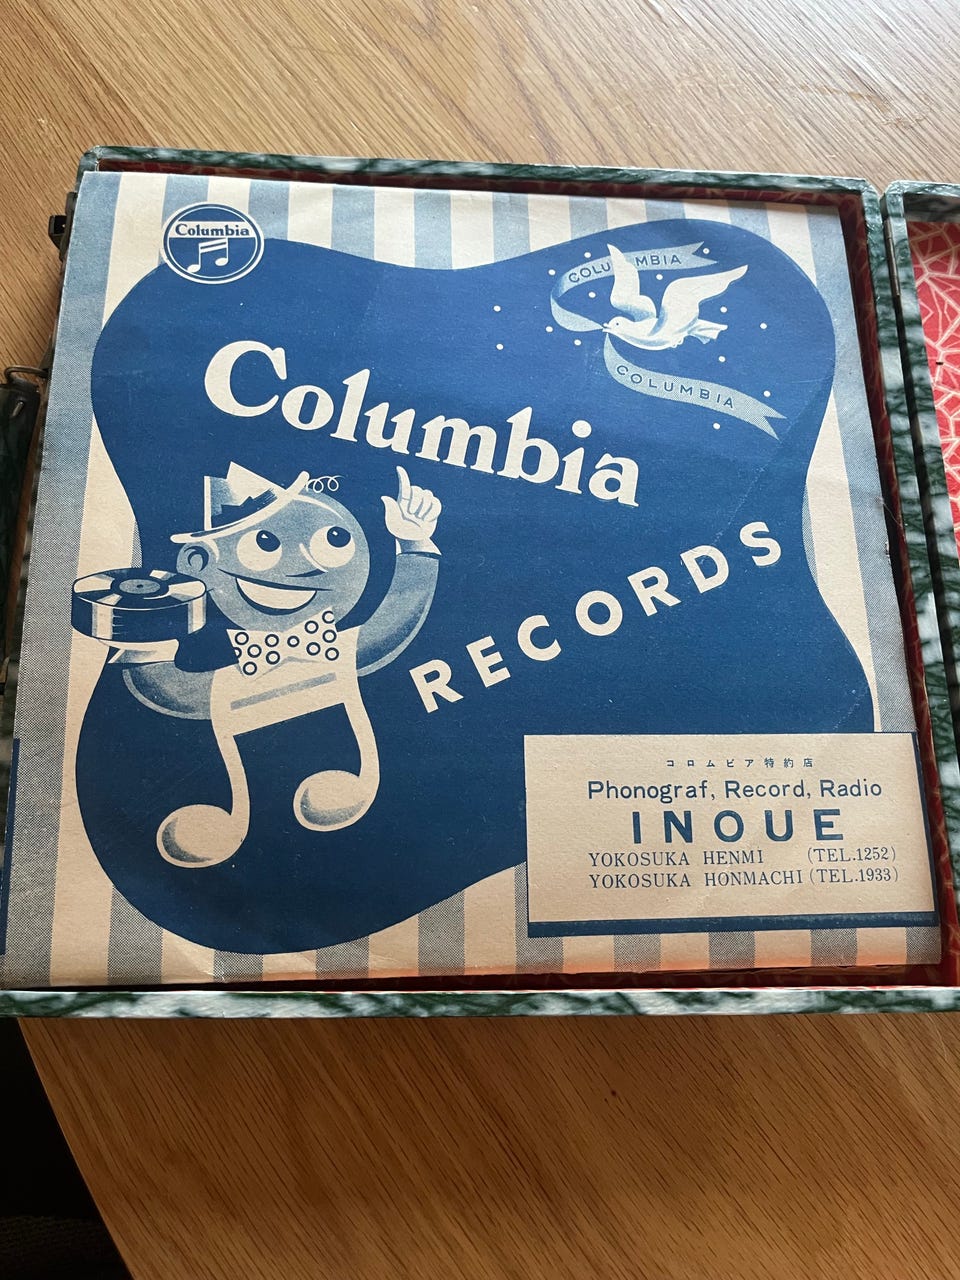 Columbia
COLUMBIA
COLUMBIA
Columbia
RECORDS
コロムビア特約店
Phonograf, Record, Radio
INOUE
YOKOSUKA HENMI (TEL.1252)
YOKOSUKA HONMACHI (TEL.1933)